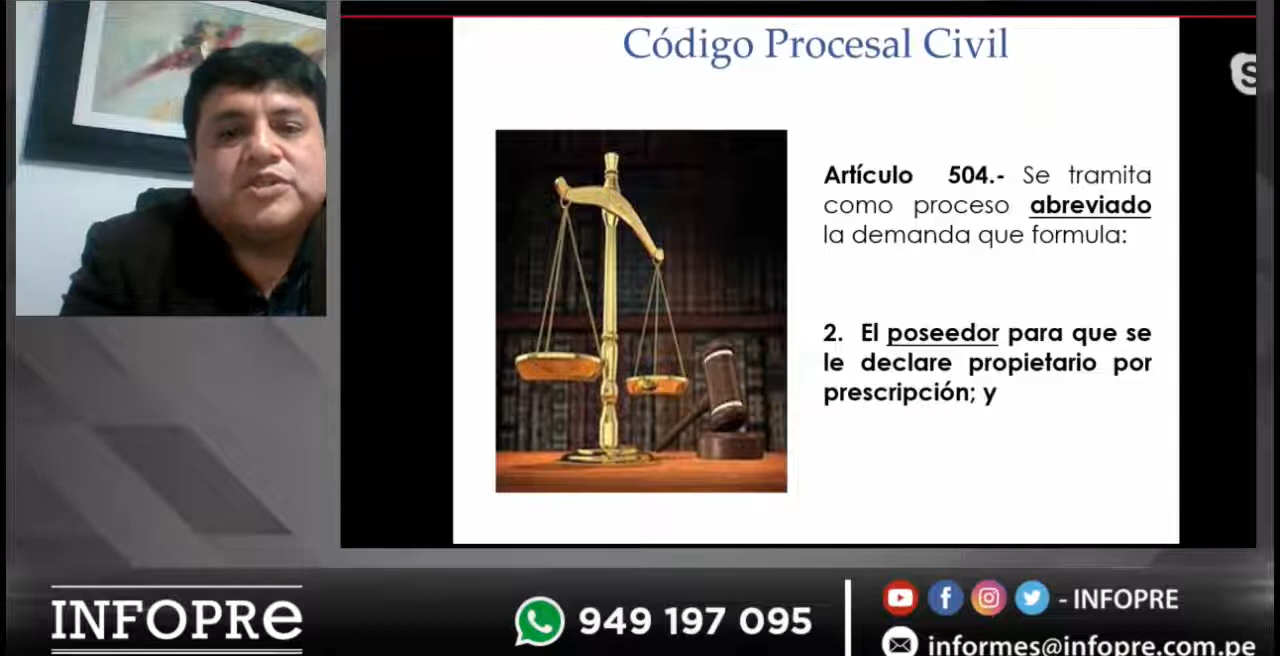 Código Procesal Civil
Artículo 504.- Se tramita
como proceso abreviado
la demanda que formula:
2. El poseedor para que se
le declare propietario por
prescripción; y
INFOPRe
949 197 095
- INFOPRE
informes@infopre.com.pe